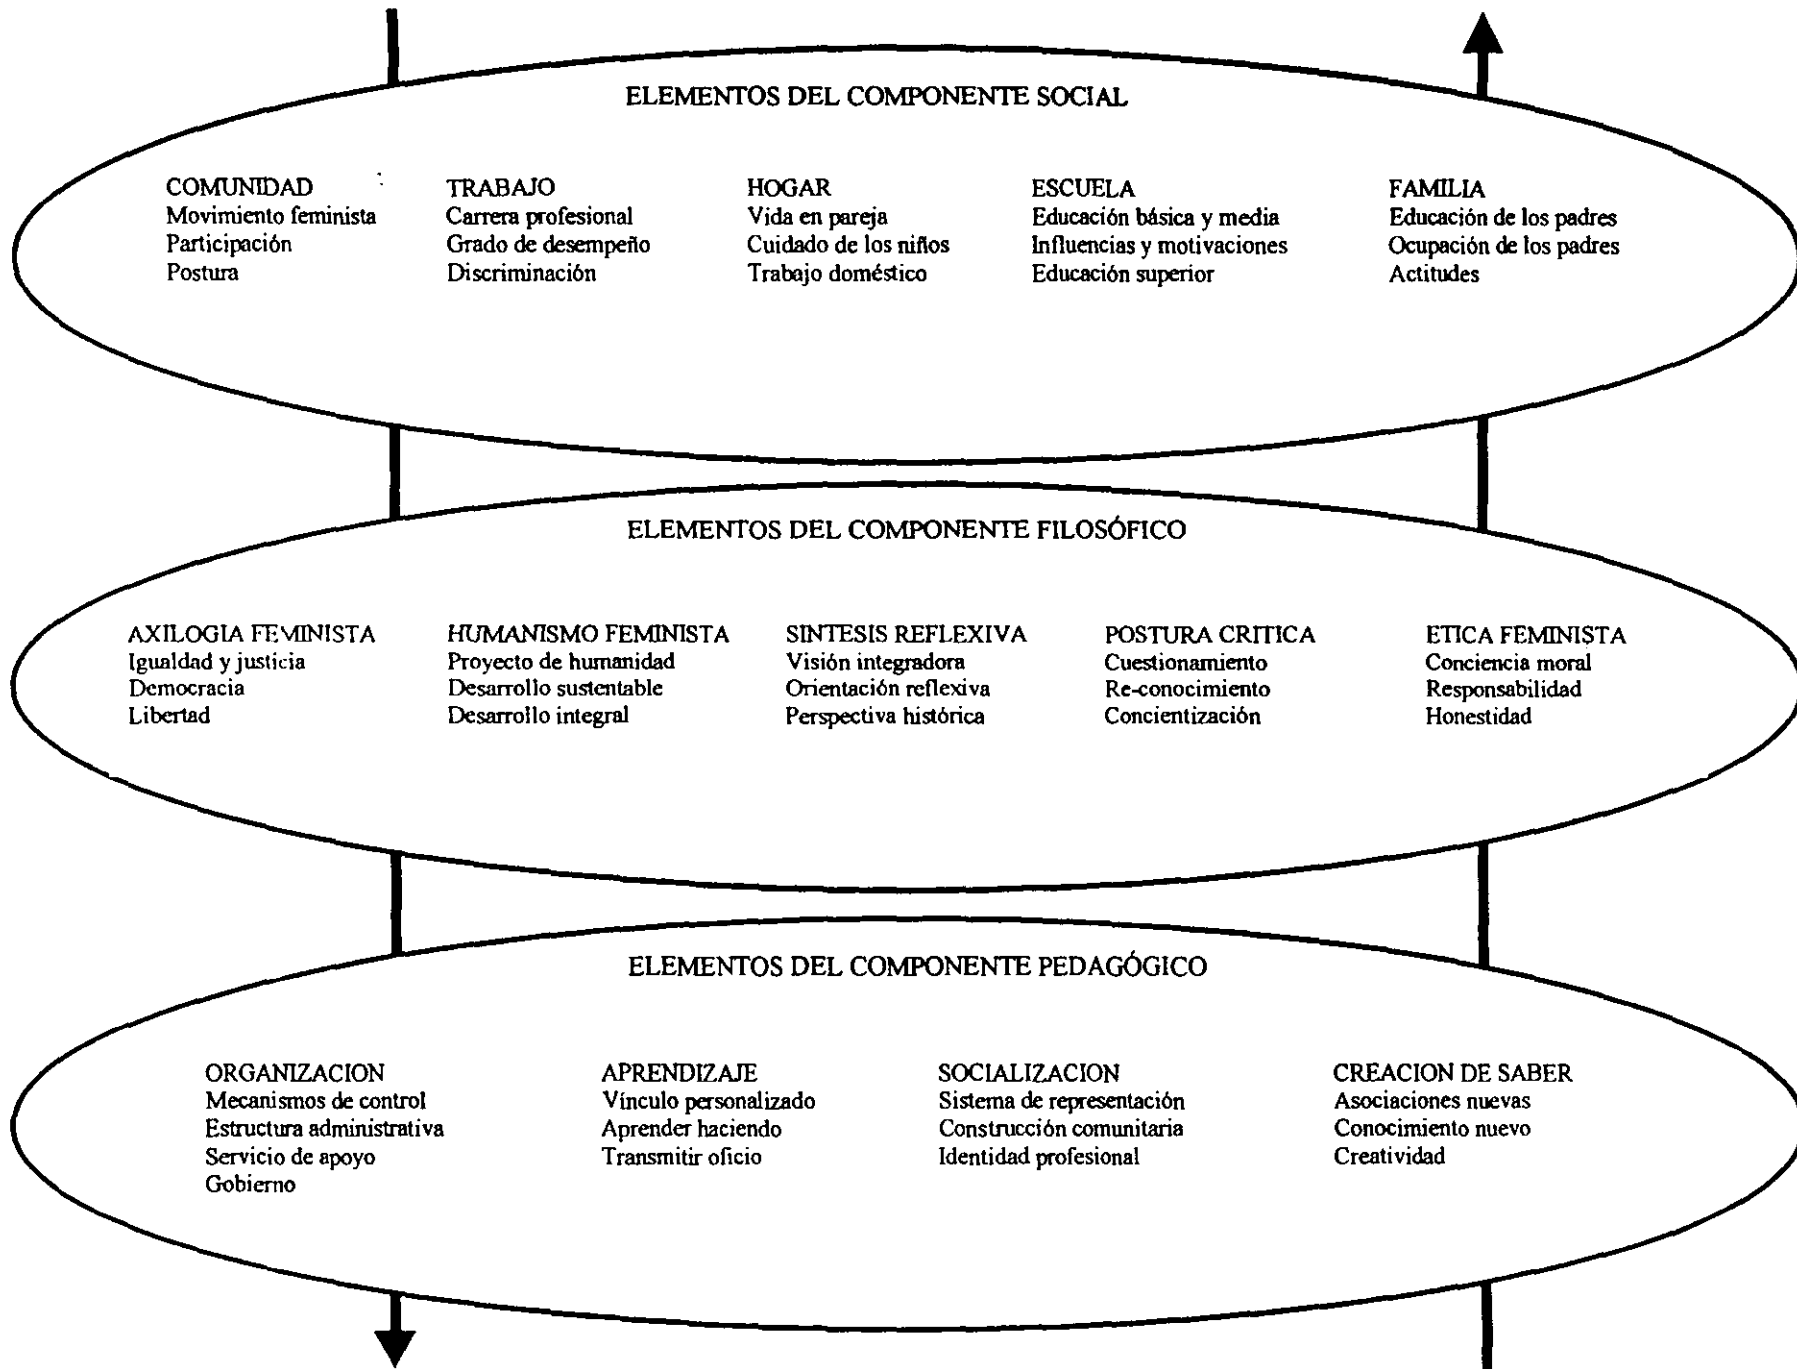 ELEMENTOS DEL COMPONENTE SOCIAL
COMUNIDAD
Movimiento feminista
Participación
Postura
TRABAJO
Carrera profesional
Grado de desempeño
Discriminación
HOGAR
Vida en pareja
Cuidado de los niños
Trabajo doméstico
ESCUELA
Educación básica y media
Influencias y motivaciones
Educación superior
FAMILIA
Educación de los padres
Ocupación de los padres
Actitudes
ELEMENTOS DEL COMPONENTE FILOSÓFICO
AXILOGIA FEMINISTA
Igualdad y justicia
Democracia
Libertad
HUMANISMO FEMINISTA
Proyecto de humanidad
Desarrollo sustentable
Desarrollo integral
SINTESIS REFLEXIVA
Visión integradora
Orientación reflexiva
Perspectiva histórica
POSTURA CRITICA
Cuestionamiento
Re-conocimiento
Concientización
ETICA FEMINISTA
Conciencia moral
Responsabilidad
Honestidad
ELEMENTOS DEL COMPONENTE PEDAGÓGICO
ORGANIZACION
Mecanismos de control
Estructura administrativa
Servicio de apoyo
Gobierno
APRENDIZAJE
Vínculo personalizado
Aprender haciendo
Transmitir oficio
SOCIALIZACION
Sistema de representación
Construcción comunitaria
Identidad profesional
CREACION DE SABER
Asociaciones nuevas
Conocimiento nuevo
Creatividad